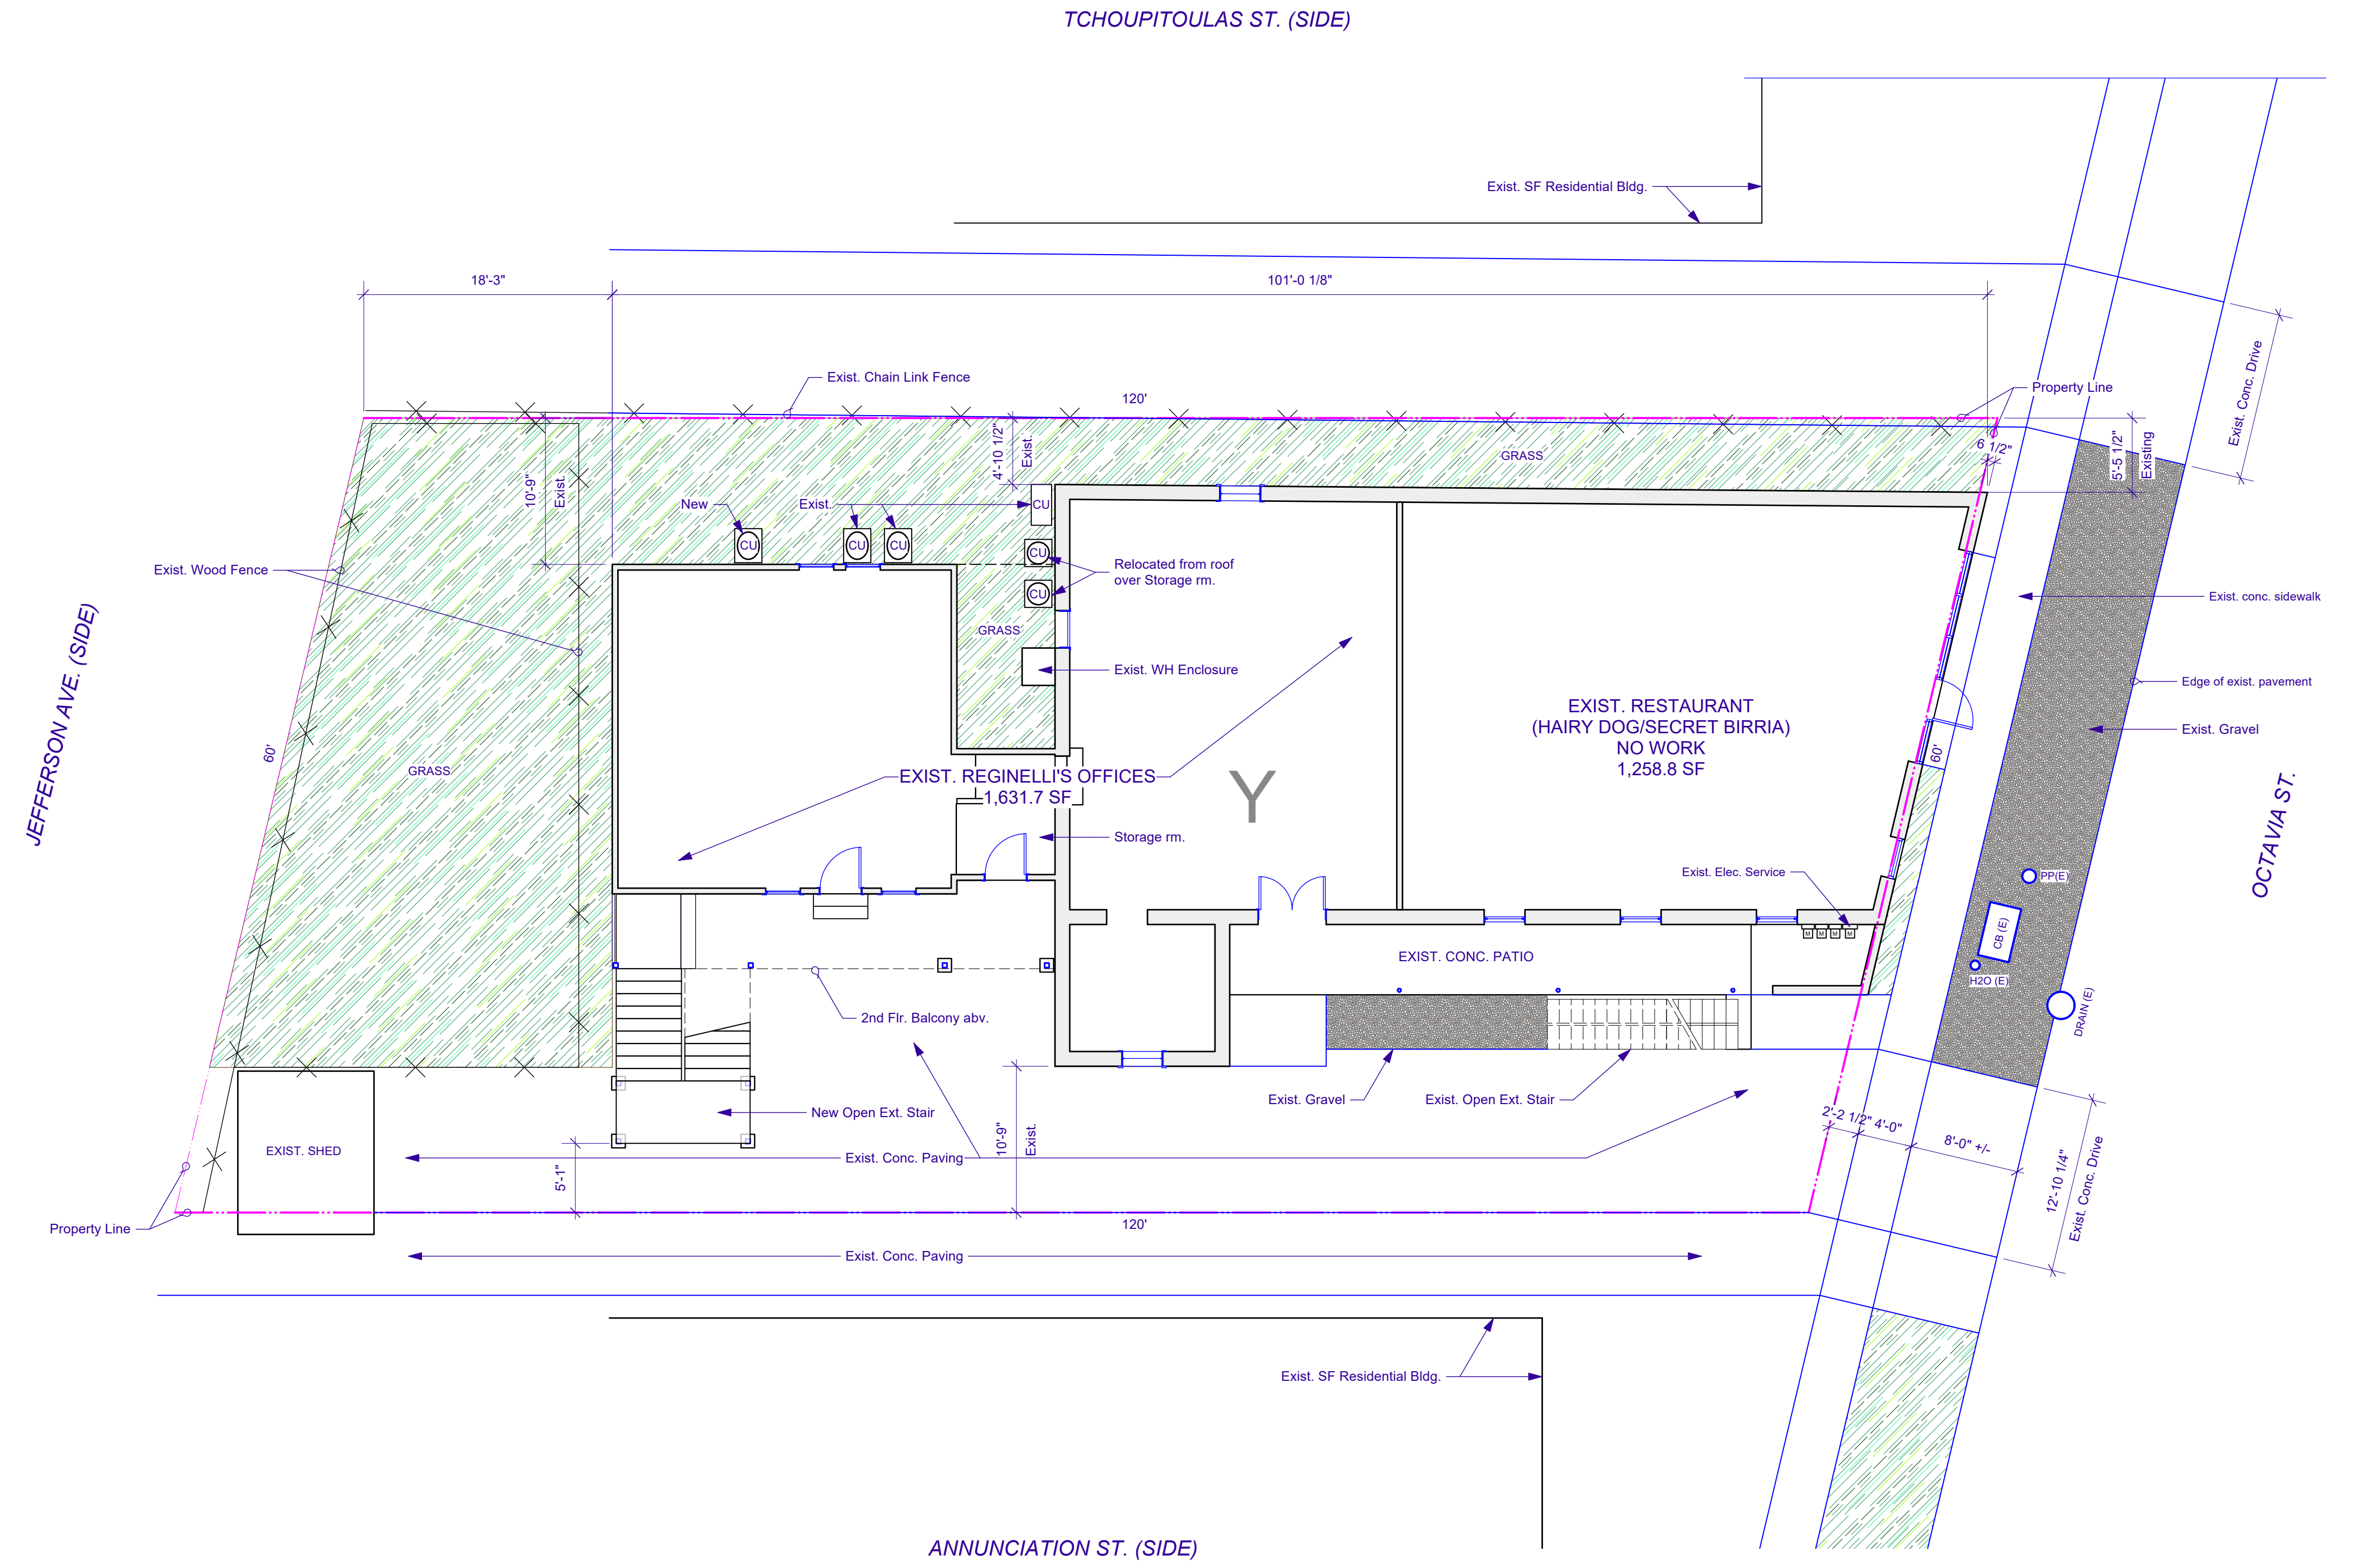 TCHOUPITOULAS ST. (SIDE)
Exist. SF Residential Bldg.
18'-3"
101'-0 1/8"
Exist. Conc. Drive
Exist. Chain Link Fence
Property Line
120'
10'-9"
Exist.
4'-10 1/2"
Exist.
GRASS
6 1/2"
5'-5 1/2"
Existing
New
Exist.
CU
CU
CU
CU
CU
CU
Relocated from roof
over Storage rm.
Exist. Wood Fence
Exist. conc. sidewalk
GRASS
Exist. WH Enclosure
Edge of exist. pavement
JEFFERSON AVE. (SIDE)
60'
GRASS
EXIST. RESTAURANT
(HAIRY DOG/SECRET BIRRIA)
NO WORK
1,258.8 SF
Exist. Gravel
60'
EXIST. REGINELLI'S OFFICES
1,631.7 SF
Y
OCTAVIA ST.
Storage rm.
Exist. Elec. Service
PP(E)
M
M
M
M
CB (E)
EXIST. CONC. PATIO
H2O (E)
DRAIN (E)
2nd Flr. Balcony abv.
Exist. Gravel
Exist. Open Ext. Stair
New Open Ext. Stair
2'-2 1/2"
4'-0"
8'-0" +/-
10'-9"
Exist.
EXIST. SHED
Exist. Conc. Paving
5'-1"
12'-10 1/4"
Exist. Conc. Drive
Property Line
120'
Exist. Conc. Paving
Exist. SF Residential Bldg.
ANNUNCIATION ST. (SIDE)